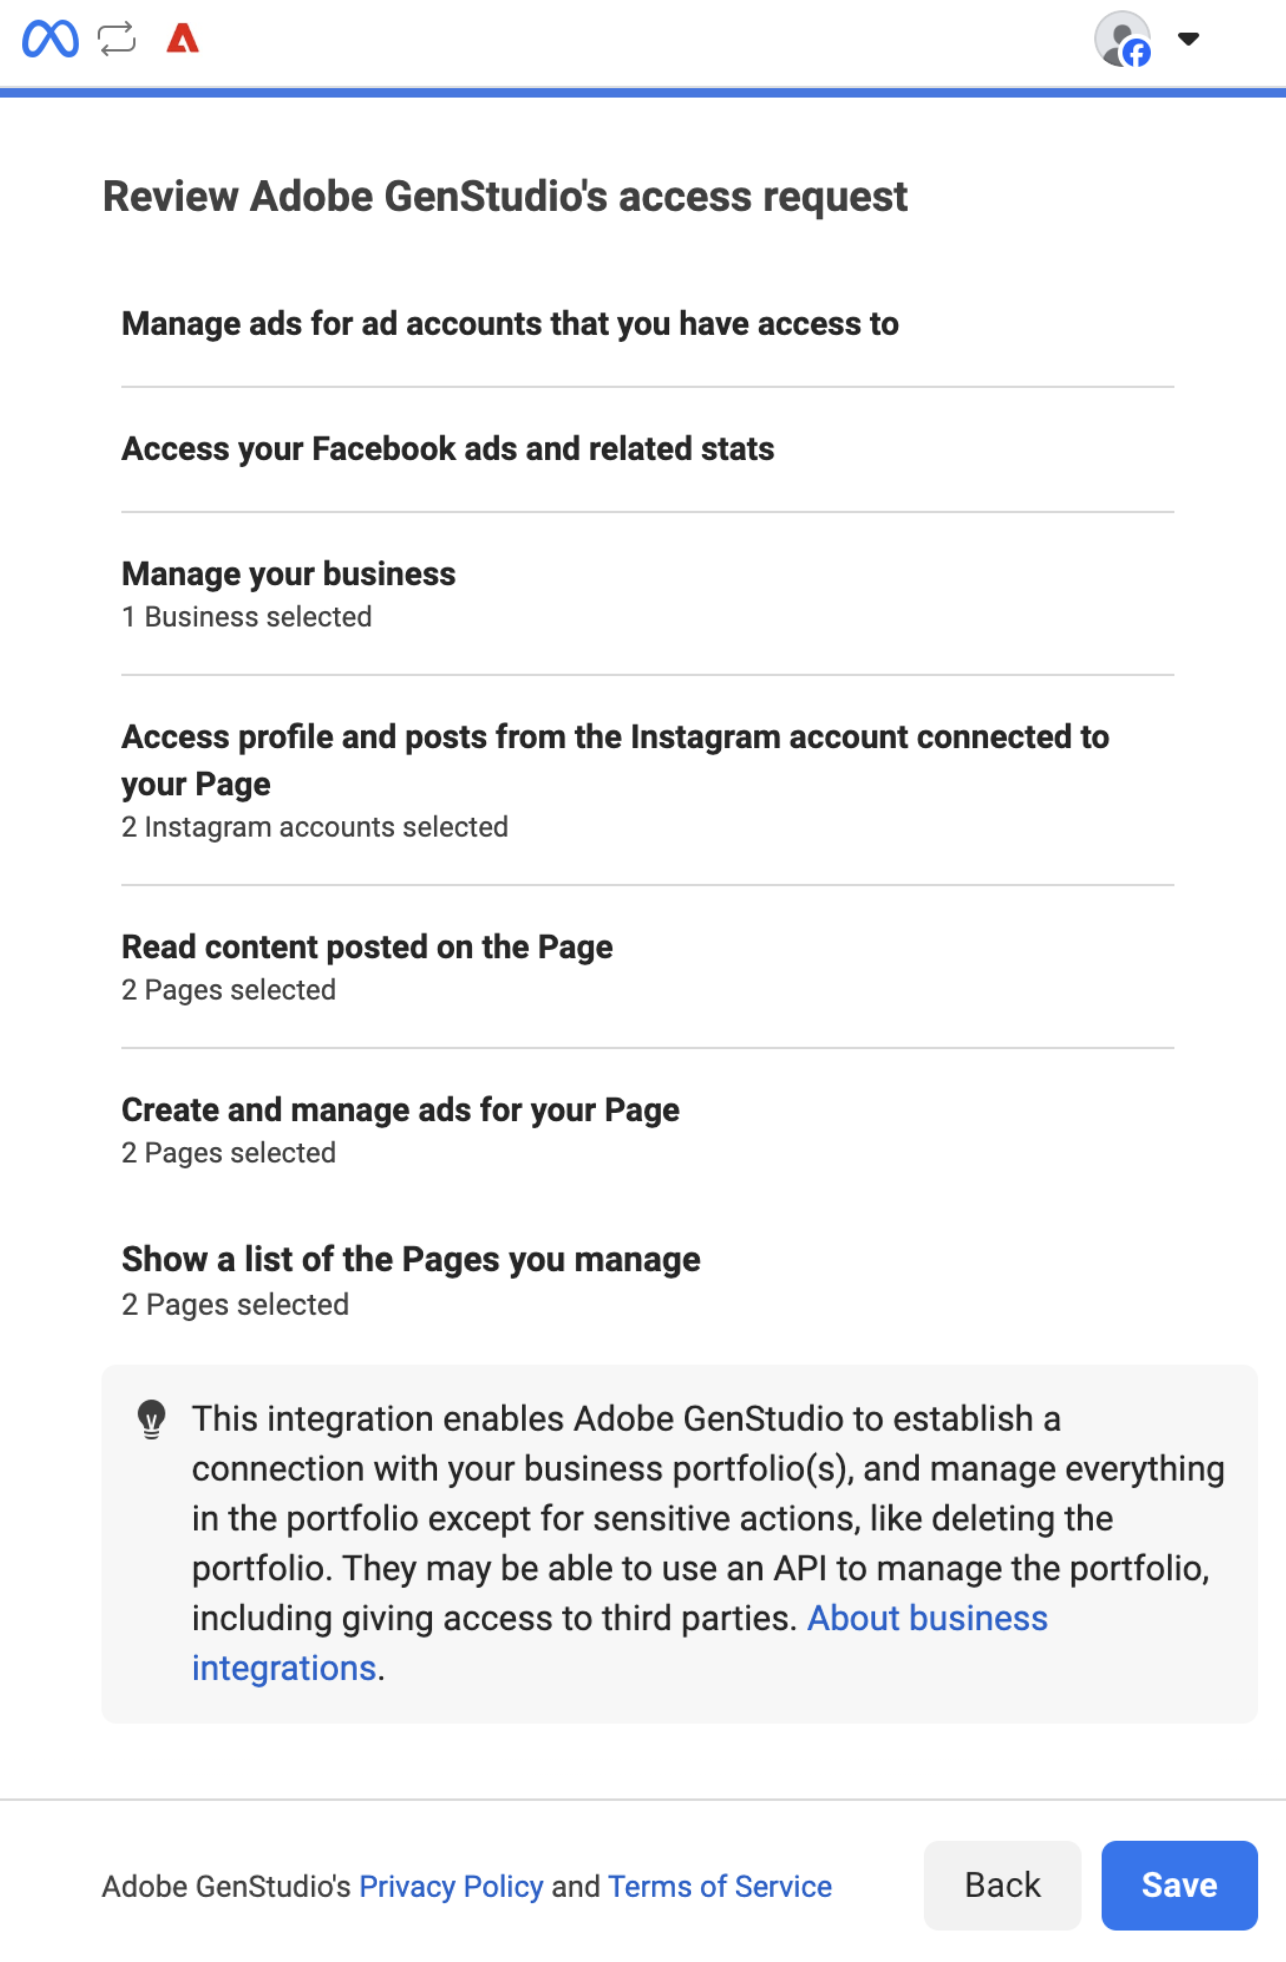 Review Adobe GenStudio's access request
Manage ads for ad accounts that you have access to
Access your Facebook ads and related stats
Manage your business
1 Business selected
Access profile and posts from the Instagram account connected to
your Page
2 Instagram accounts selected
Read content posted on the Page
2 Pages selected
Create and manage ads for your Page
2 Pages selected
Show a list of the Pages you manage
2 Pages selected
This integration enables Adobe GenStudio to establish a
connection with your business portfolio(s), and manage everything
in the portfolio except for sensitive actions, like deleting the
portfolio. They may be able to use an API to manage the portfolio,
including giving access to third parties. About business
integrations.
Adobe GenStudio's Privacy Policy and Terms of Service
Back
Save